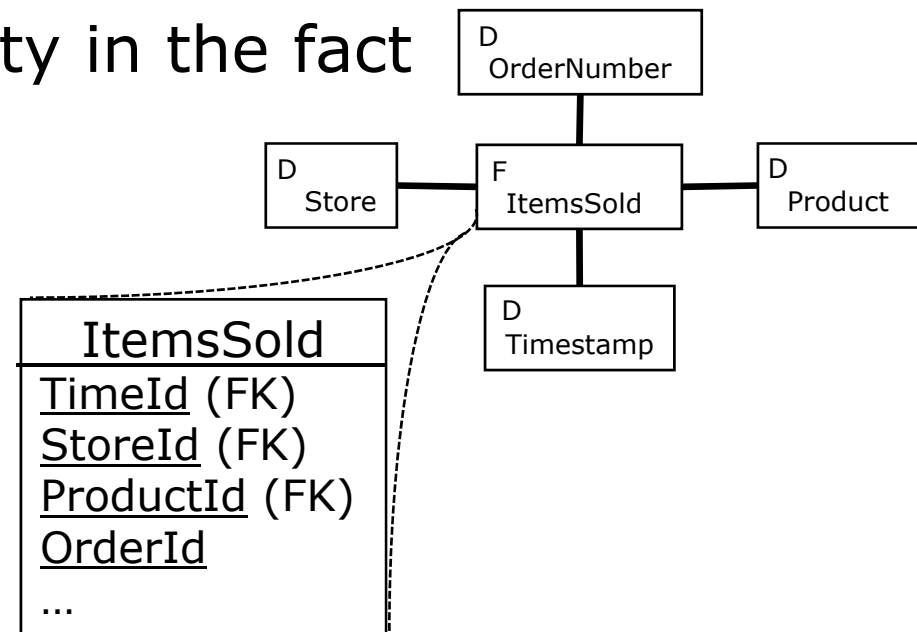 ty in the fact
D
OrderNumber
D
Store
F
ItemsSold
D
Product
D
Timestamp
ItemsSold
TimeId (FK)
StoreId (FK)
ProductId (FK)
OrderId
...